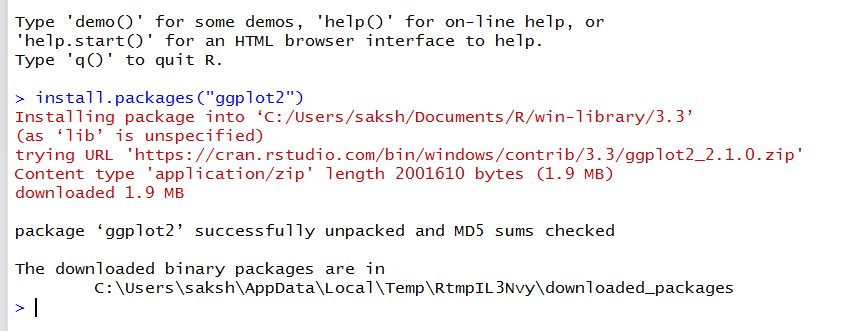 Type 'demo()' for some demos, 'help()' for on-line help, or
'help.start()' for an HTML browser interface to help.
Type 'q()' to quit R.
> install.packages("ggplot2")
Installing package into ‘C:/Users/saksh/Documents/R/win-library/3.3’
(as ‘lib’ is unspecified)
trying URL 'https://cran.rstudio.com/bin/windows/contrib/3.3/ggplot2_2.1.0.zip'
Content type 'application/zip' length 2001610 bytes (1.9 MB)
downloaded 1.9 MB
package ‘ggplot2’ successfully unpacked and MD5 sums checked
The downloaded binary packages are in
C:\Users\saksh\AppData\Local\Temp\RtmpIL3Nvy\downloaded_packages
>